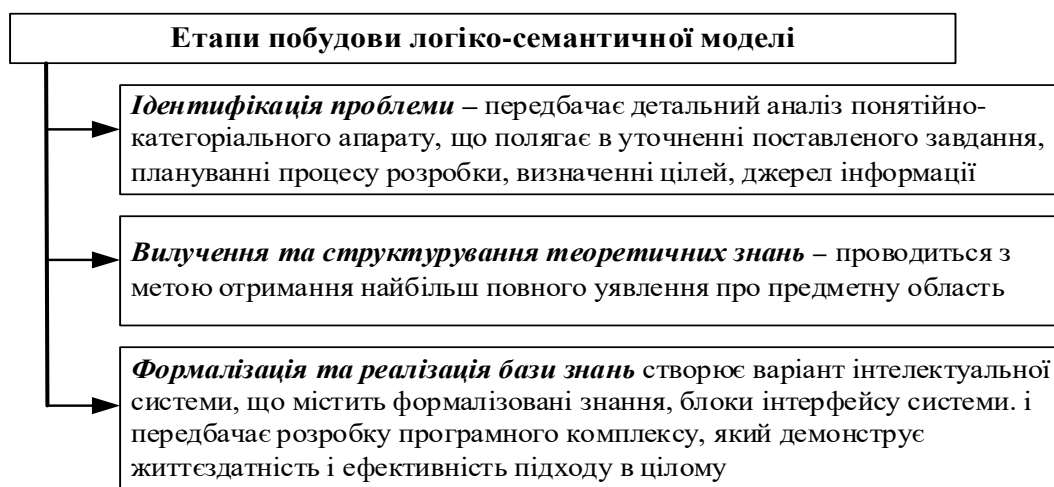 Етапи побудови логіко-семантичної моделі
Ідентифікація проблеми – передбачає детальний аналіз понятійно-
категоріального апарату, що полягає в уточненні поставленого завдання,
плануванні процесу розробки, визначенні цілей, джерел інформації
Вилучення та структурування теоретичних знань – проводиться з
метою отримання найбільш повного уявлення про предметну область
Формалізація та реалізація бази знань створює варіант інтелектуальної
системи, що містить формалізовані знання, блоки інтерфейсу системи. і
передбачає розробку програмного комплексу, який демонструє
життєздатність і ефективність підходу в цілому